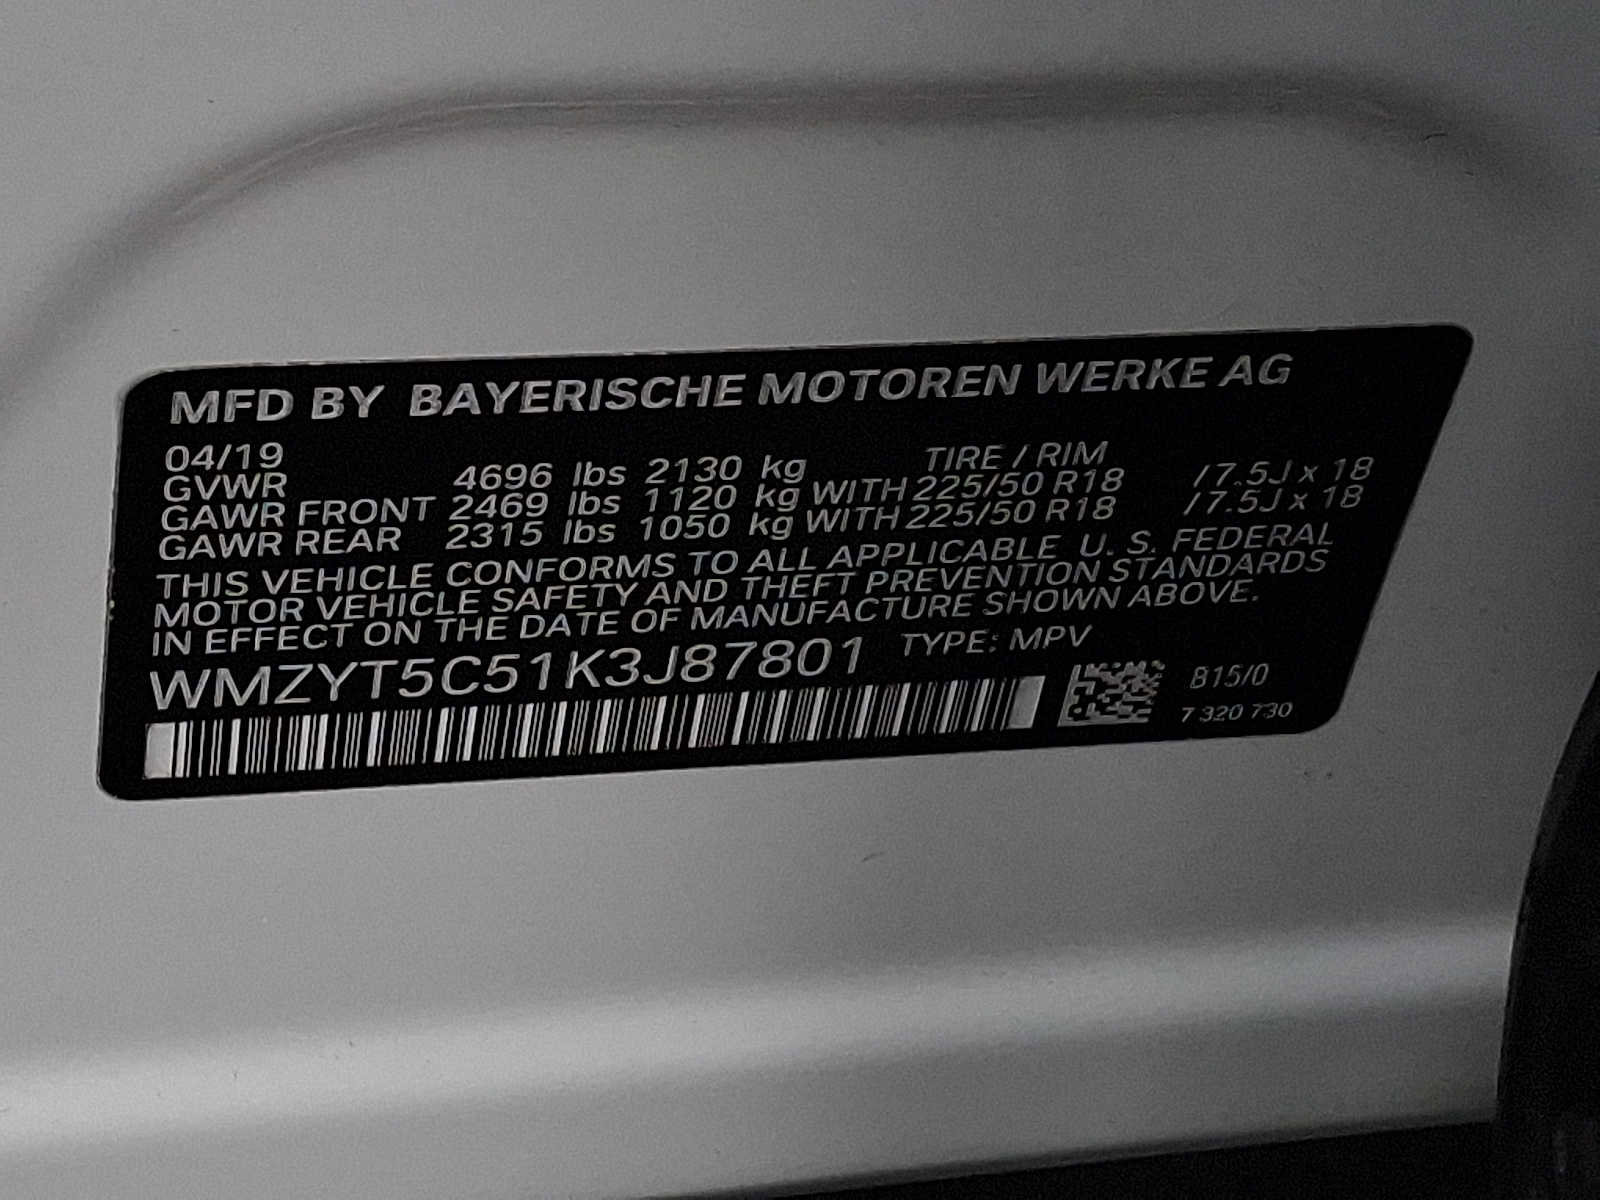 MFD BY BAYERISCHE MOTOREN WERKE AG
04/19 TIRE / RIM
GVWR 4696 lbs 2130 kg
GAWR FRONT 2469 lbs 1120 kg WITH 225/50 R18 /7.5J x 18
GAWR REAR 2315 lbs 1050 kg WITH 225/50 R18 /7.5J x 18
THIS VEHICLE CONFORMS TO ALL APPLICABLE U. S. FEDERAL
MOTOR VEHICLE SAFETY AND THEFT PREVENTION STANDARDS
IN EFFECT ON THE DATE OF MANUFACTURE SHOWN ABOVE.
WMZYT5C51K3J87801 TYPE: MPV
B15/0
7 320 730